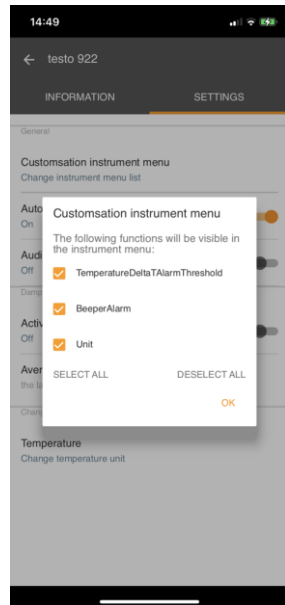 14:49
testo 922
INFORMATION
SETTINGS
General
Customsation instrument menu
Change instrument menu list
Auto
On
Customsation instrument menu
The following functions will be visible in
the instrument menu:
Audi
Off
TemperatureDeltaTAlarmThreshold
Damp
BeeperAlarm
Activ
Off
Unit
Aver
the la
SELECT ALL
DESELECT ALL
OK
Chang
Temperature
Change temperature unit